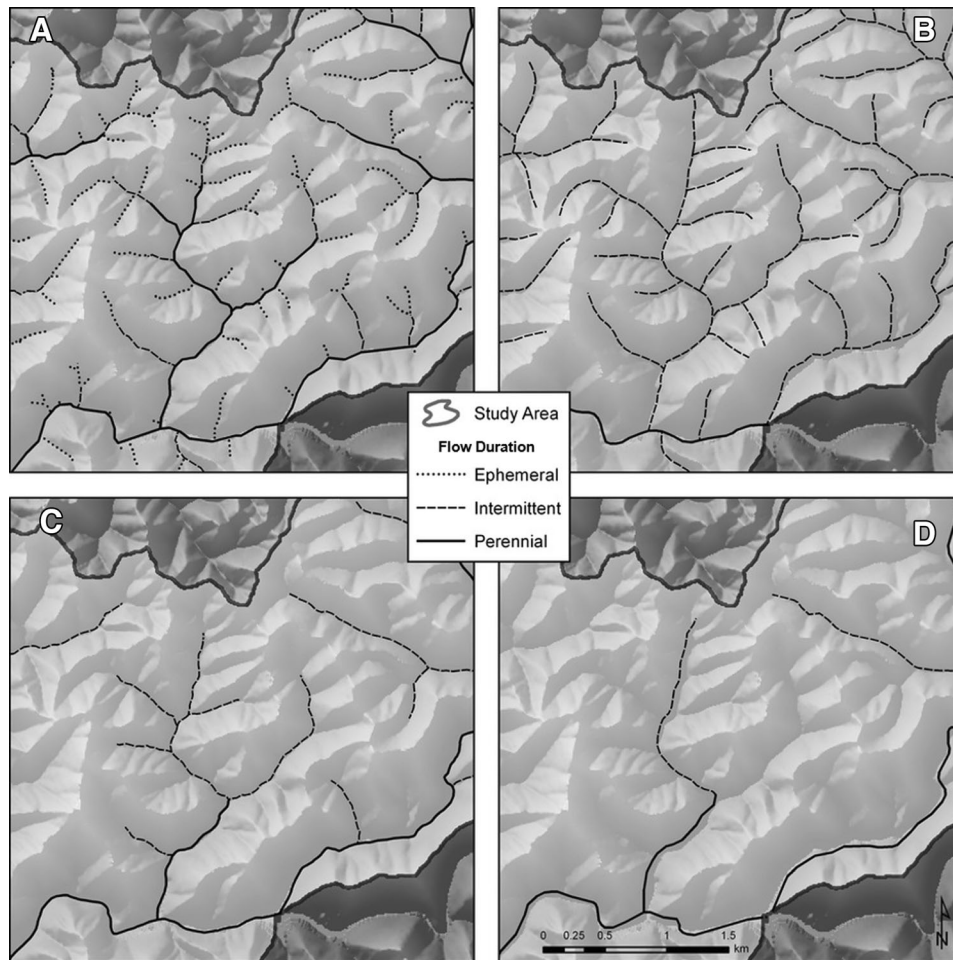 A
B
Study Area
Flow Duration
Ephemeral
Intermittent
Perennial
C
D
0 0.25 0.5 1 1.5
km
N